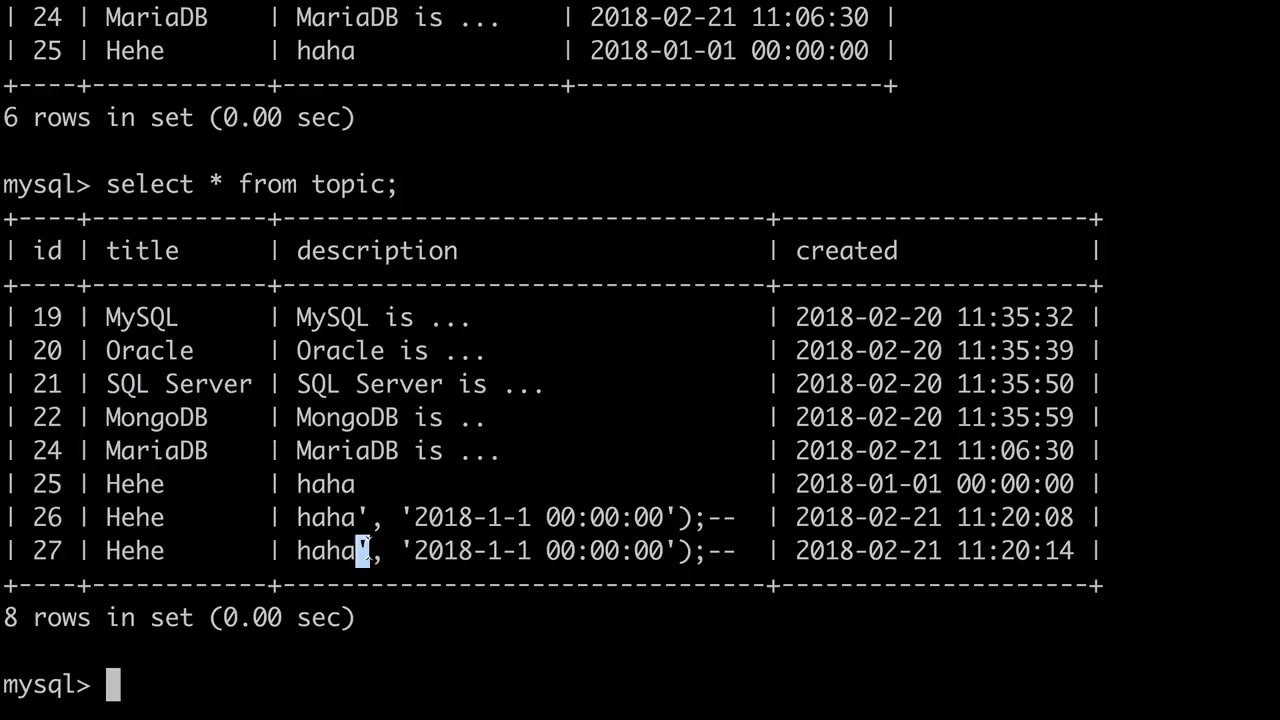 | 24 | MariaDB    | MariaDB is ...    | 2018-02-21 11:06:30 |
| 25 | Hehe       | haha              | 2018-01-01 00:00:00 |
+----+------------+-------------------+---------------------+
6 rows in set (0.00 sec)
mysql> select * from topic;
+----+------------+---------------------------------+---------------------+
| id | title      | description                     | created             |
+----+------------+---------------------------------+---------------------+
| 19 | MySQL      | MySQL is ...                    | 2018-02-20 11:35:32 |
| 20 | Oracle     | Oracle is ...                   | 2018-02-20 11:35:39 |
| 21 | SQL Server | SQL Server is ...               | 2018-02-20 11:35:50 |
| 22 | MongoDB    | MongoDB is ..                   | 2018-02-20 11:35:59 |
| 24 | MariaDB    | MariaDB is ...                  | 2018-02-21 11:06:30 |
| 25 | Hehe       | haha                            | 2018-01-01 00:00:00 |
| 26 | Hehe       | haha', '2018-1-1 00:00:00');--  | 2018-02-21 11:20:08 |
| 27 | Hehe       | haha', '2018-1-1 00:00:00');--  | 2018-02-21 11:20:14 |
+----+------------+---------------------------------+---------------------+
8 rows in set (0.00 sec)
mysql>